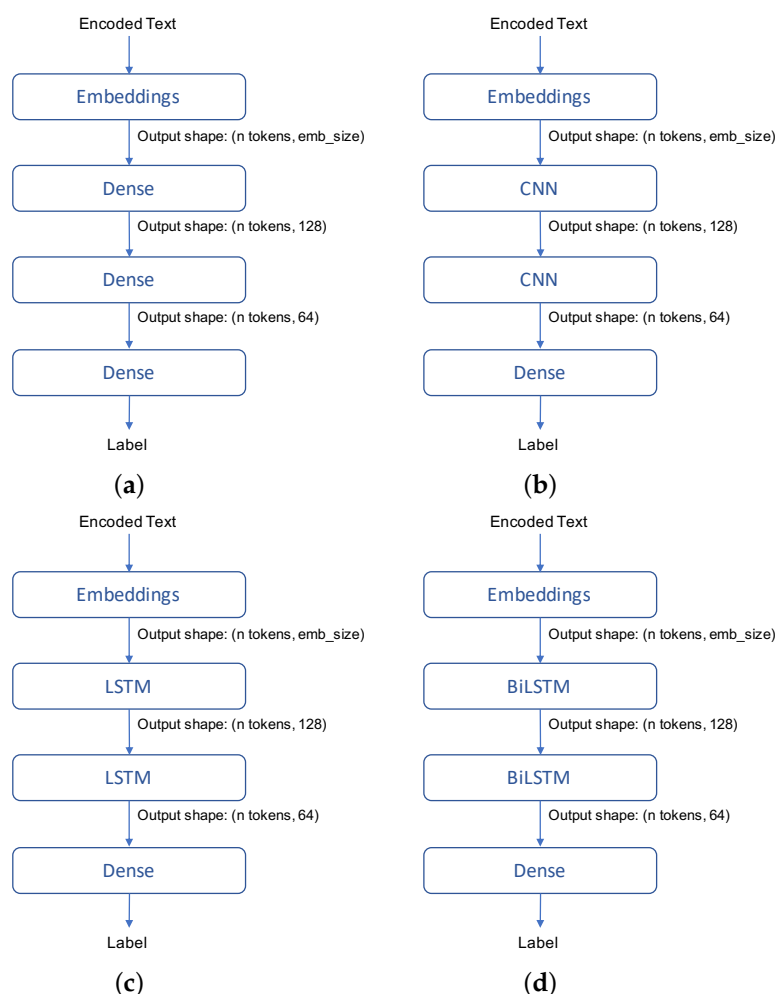 Encoded Text
Embeddings
Output shape: (n tokens, emb_size)
Dense
Output shape: (n tokens, 128)
Dense
Output shape: (n tokens, 64)
Dense
Label
(a)
Encoded Text
Embeddings
Output shape: (n tokens, emb_size)
CNN
Output shape: (n tokens, 128)
CNN
Output shape: (n tokens, 64)
Dense
Label
(b)
Encoded Text
Embeddings
Output shape: (n tokens, emb_size)
LSTM
Output shape: (n tokens, 128)
LSTM
Output shape: (n tokens, 64)
Dense
Label
(c)
Encoded Text
Embeddings
Output shape: (n tokens, emb_size)
BiLSTM
Output shape: (n tokens, 128)
BiLSTM
Output shape: (n tokens, 64)
Dense
Label
(d)